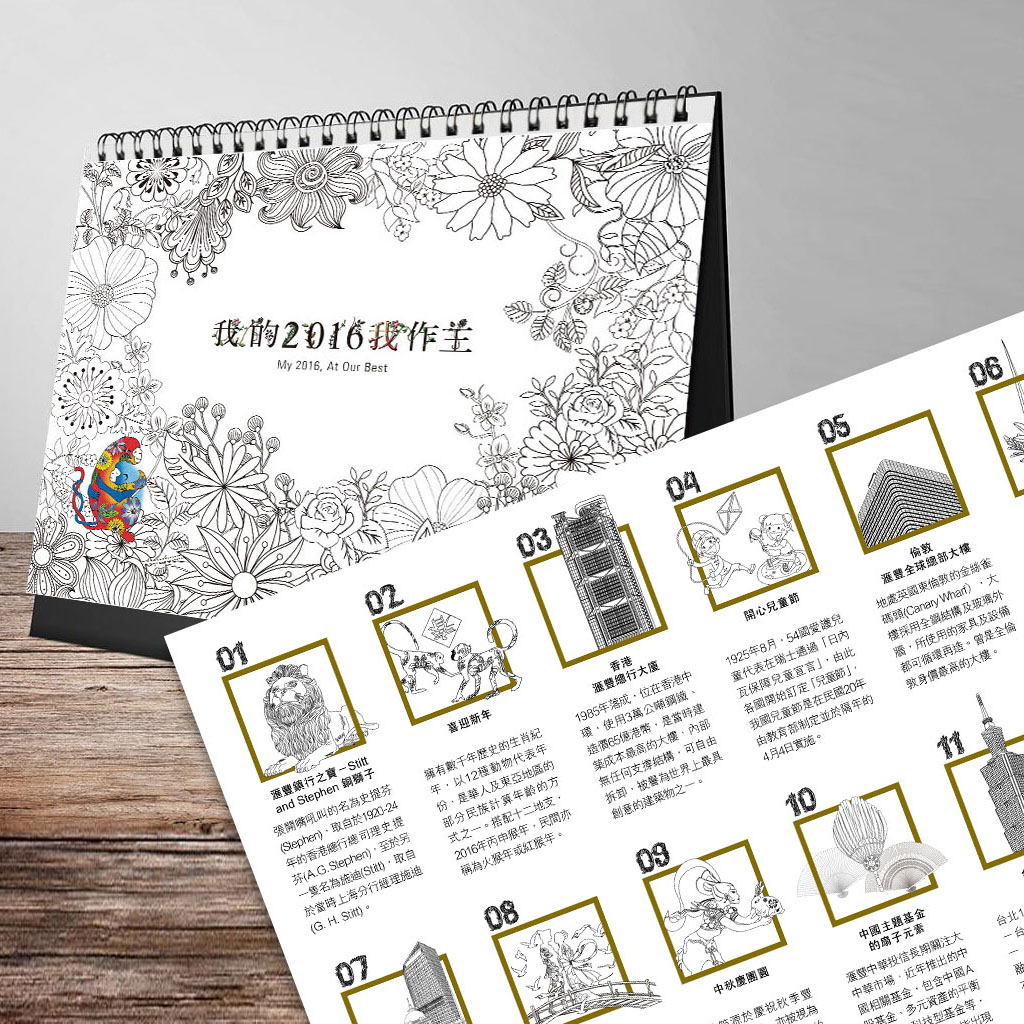 我的2016我作主
My 2016, At Our Best
01
滙豐鎮行之寶－Stitt
and Stephen 銅獅子
張開嘴吼叫的名為史提芬
(Stephen)，取自於1920-24
年的香港總司理史提
芬(A.G. Stephen)，至於另
一隻名為施迪(Stitt)，取自
於當時上海分行經理施迪
(G. H. Stitt)。
02
喜迎新年
擁有數千年歷史的生肖紀
年，以12種動物代表年
份，是華人及東亞地區的
部分民族計算年齡的方
式之一。搭配十二地支，
2016年丙申猴年，民間亦
稱為火猴年或紅猴年。
03
香港
滙豐總行大廈
1985年落成，位在香港中
環，使用3萬公噸鋼鐵、
造價65億港幣，是當時建
築成本最高的大樓，內部
無任何支撐結構，可自由
拆卸，被譽為世界上最具
創意的建築物之一。
04
開心兒童節
1925年8月，54國愛護兒
童代表在瑞士通過「日內
瓦保障兒童宣言」，由此
各國開始訂定「兒童節」，
我國兒童節是在民國20年
由教育部制定並於隔年的
4月4日實施。
05
倫敦
滙豐全球總部大樓
地處英國東倫敦的金絲雀
碼頭(Canary Wharf)，大
樓採用全鋼結構及玻璃外
牆，所使用的家具及設備
都可循環再造。曾是全倫
敦身價最高的大樓。
06
07
08
09
中秋慶團圓
源於慶祝秋季豐
亦被視為
10
中國主題基金
的扇子元素
滙豐中華投信長期關注大
中華市場，近年推出的中
國相關基金，包含中國A
股基金、多元資產的平衡
科技型基金等，
11
台北1